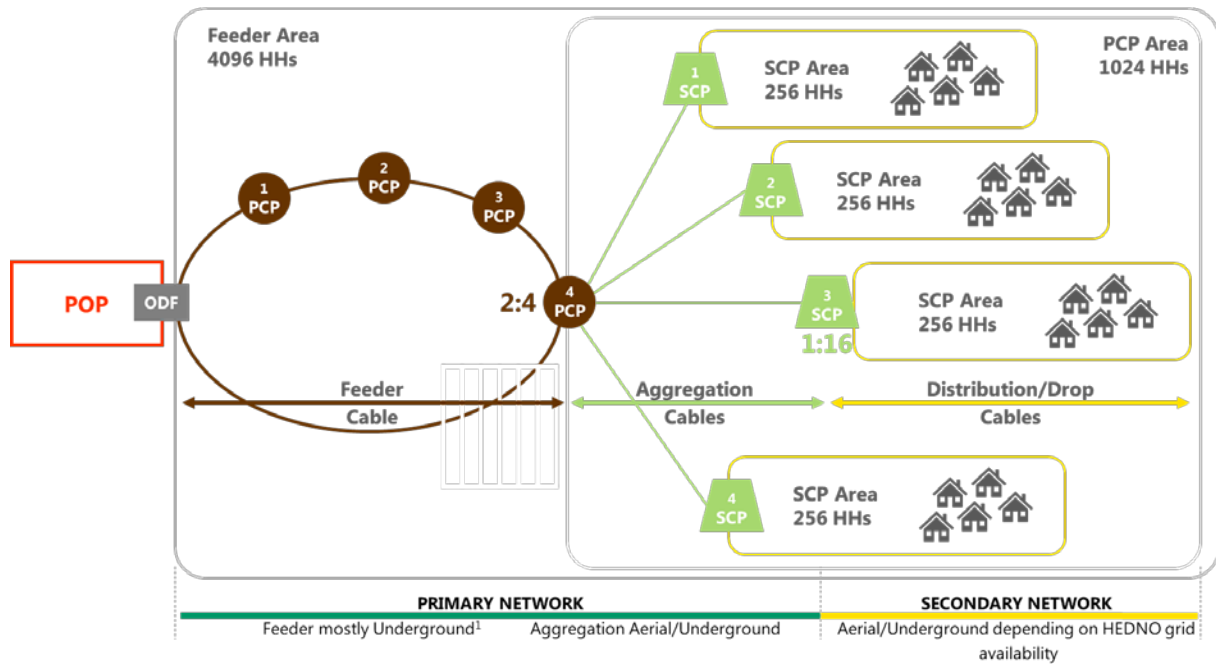 Feeder Area
4096 HHs
PCP Area
1024 HHs
1
SCP
SCP Area
256 HHs
2
SCP
SCP Area
256 HHs
1
PCP
2
PCP
3
PCP
POP
ODF
2:4
4
PCP
3
SCP
1:16
SCP Area
256 HHs
Feeder
Cable
Aggregation
Cables
Distribution/Drop
Cables
4
SCP
SCP Area
256 HHs
PRIMARY NETWORK
SECONDARY NETWORK
Feeder mostly Underground¹
Aggregation Aerial/Underground
Aerial/Underground depending on HEDNO grid
availability